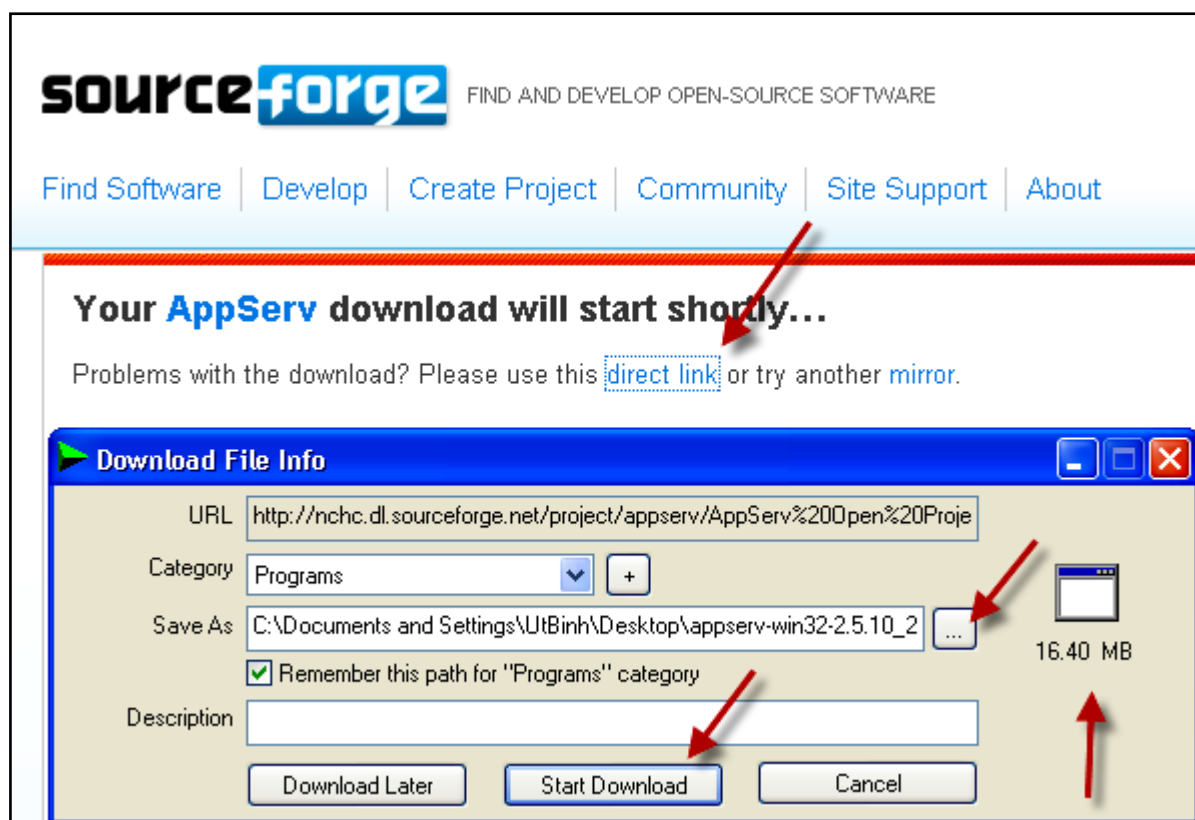 sourceforge FIND AND DEVELOP OPEN-SOURCE SOFTWARE
Find Software Develop Create Project Community Site Support About
Your AppServ download will start shortly...
Problems with the download? Please use this direct link or try another mirror.
Download File Info
URL http://nchc.dl.sourceforge.net/project/appserv/AppServ%20Open%20Proje
Category Programs +
Save As C:\Documents and Settings\UtBinh\Desktop\appserv-win32-2.5.10_2 ...
16.40 MB
Remember this path for "Programs" category
Description
Download Later Start Download Cancel